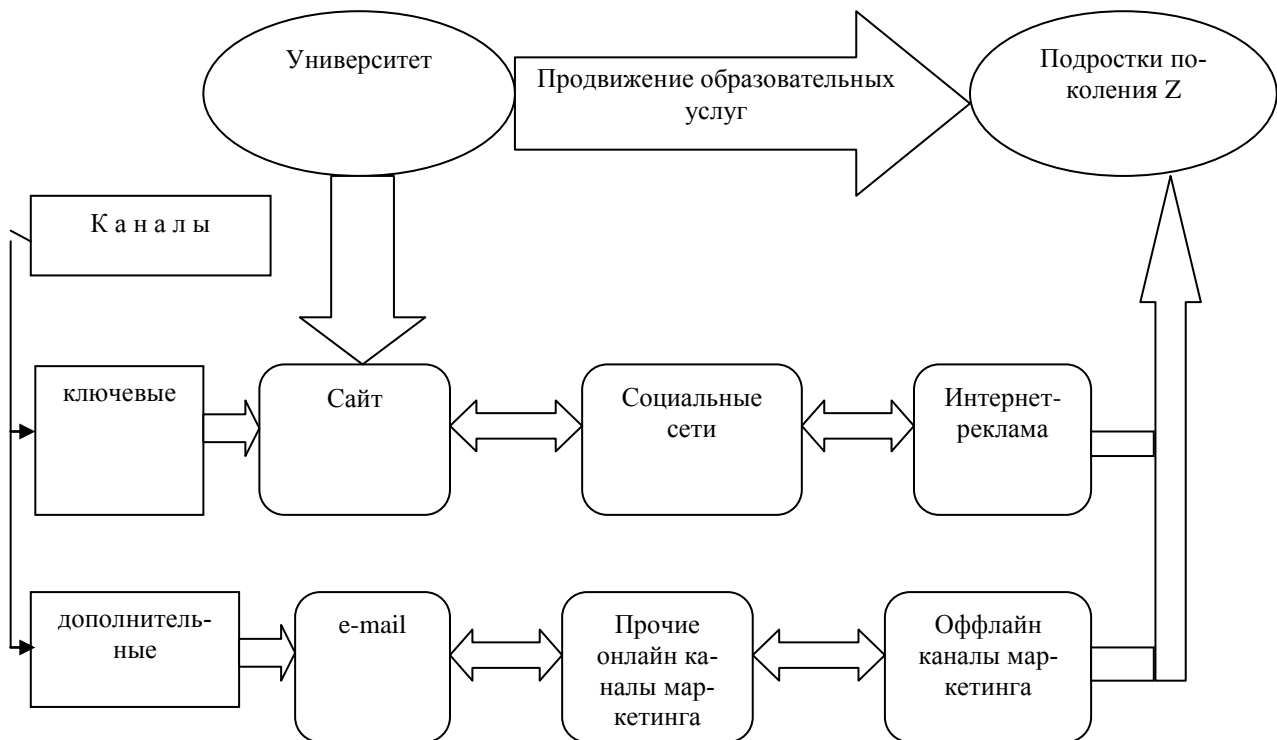 Университет
Продвижение образовательных
услуг
Подростки по-
коления Z
К а н а л ы
ключевые
Сайт
Социальные
сети
Интернет-
реклама
дополнитель-
ные
e-mail
Прочие
онлайн ка-
налы мар-
кетинга
Оффлайн
каналы мар-
кетинга